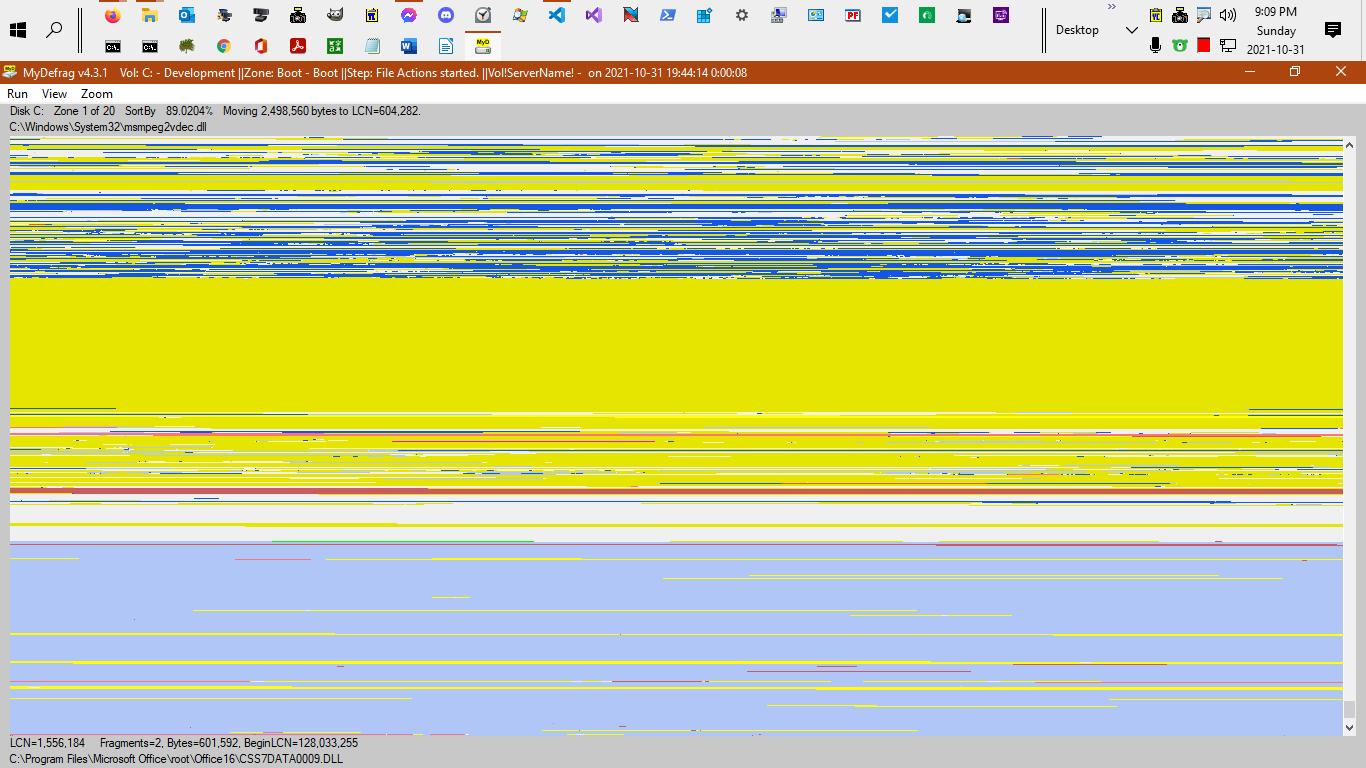 9:09 PM
Desktop
Sunday
2021-10-31
MyDefrag v4.3.1 Vol: C: - Development ||Zone: Boot - Boot ||Step: File Actions started. ||Vol!ServerName! - on 2021-10-31 19:44:14 0:00:08
Run View Zoom
Disk C: Zone 1 of 20 SortBy 89.0204% Moving 2,498,560 bytes to LCN=604,282.
C:\Windows\System32\msmpeg2vdec.dll
LCN=1,556,184 Fragments=2, Bytes=601,592, BeginLCN=128,033,255
C:\Program Files\Microsoft Office\root\Office16\CSS7DATA0009.DLL